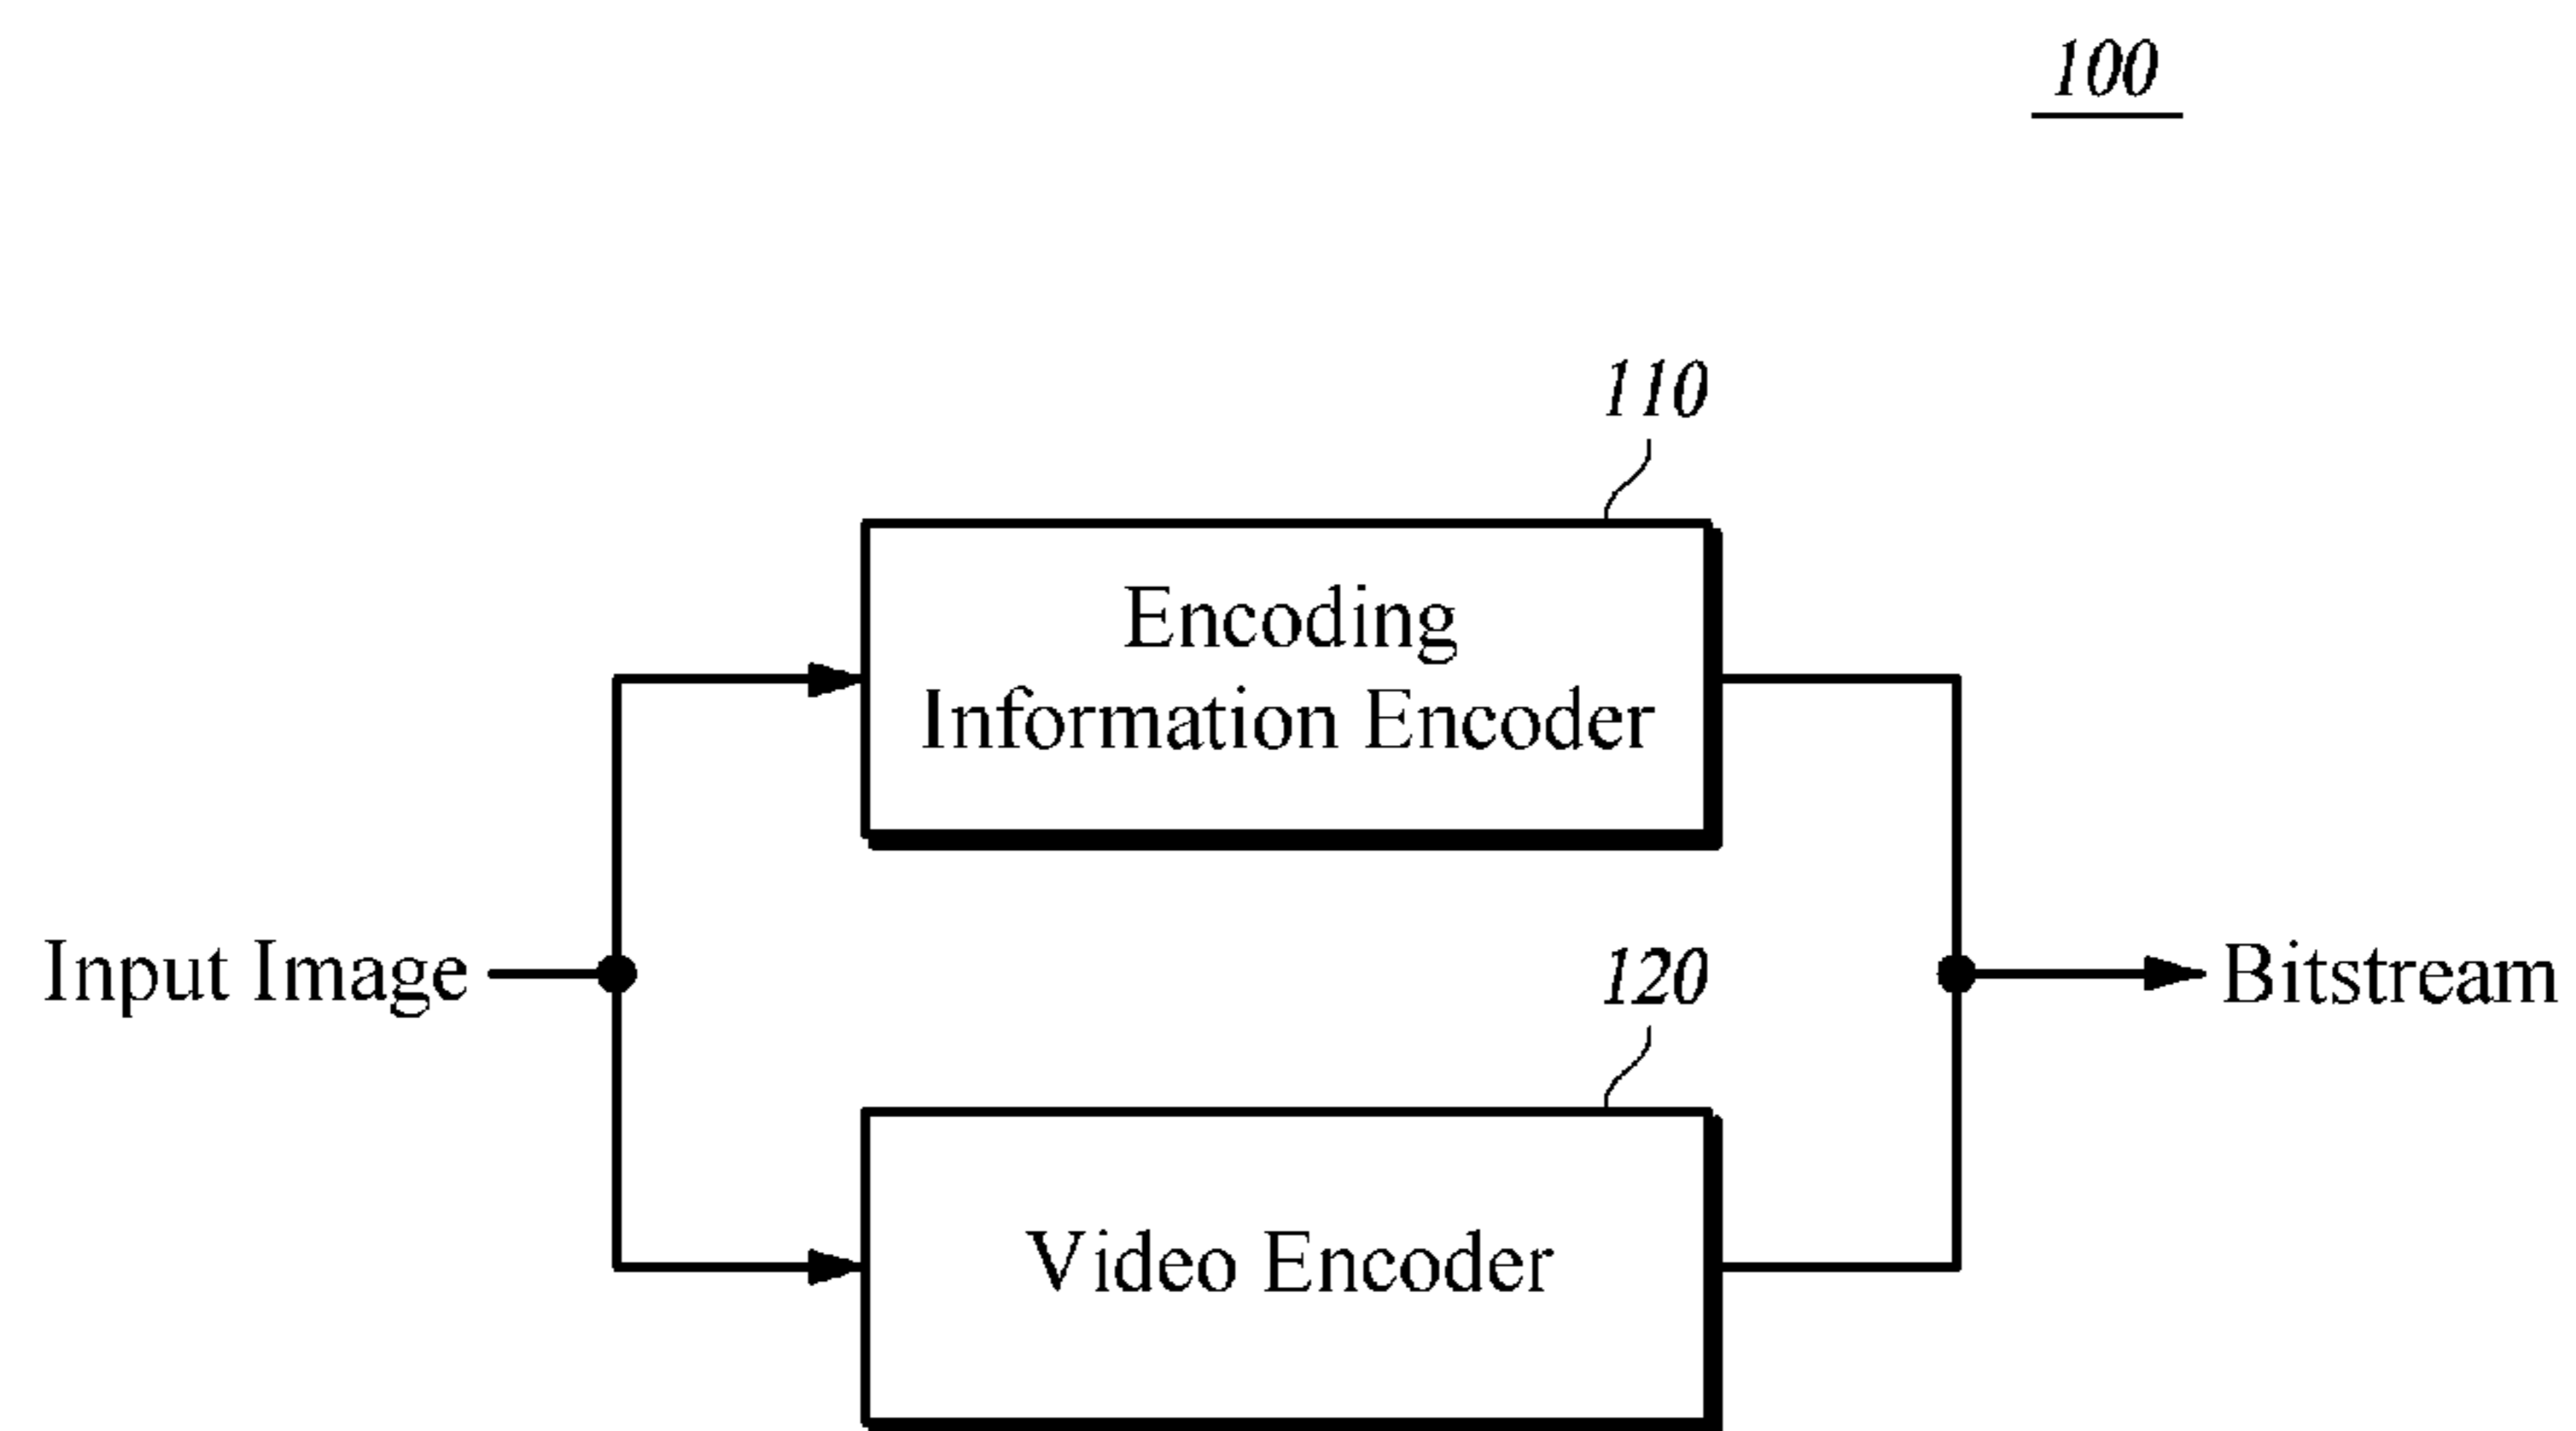 100
110
Encoding
Information Encoder
Input Image
120
Bitstream
Video Encoder